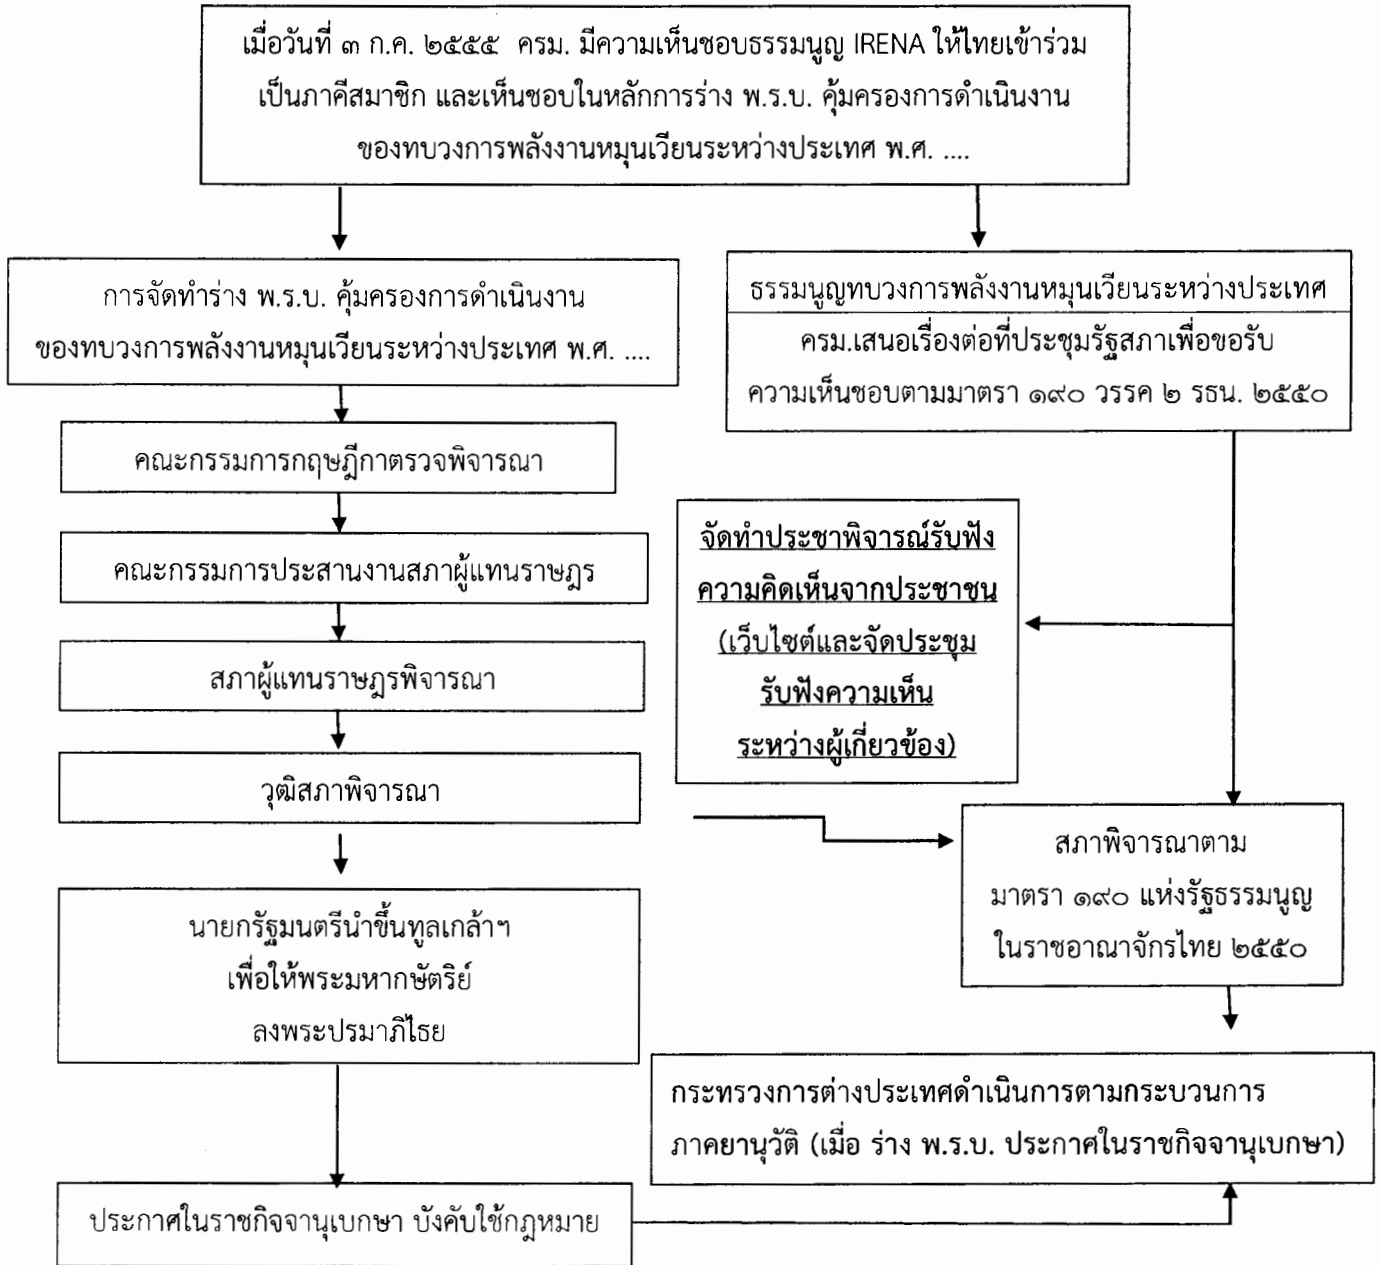 เมื่อวันที่ ๓ ก.ค. ๒๕๕๕ ครม. มีความเห็นชอบธรรมนูญ IRENA ให้ไทยเข้าร่วม
เป็นภาคีสมาชิก และเห็นชอบในหลักการร่าง พ.ร.บ. คุ้มครองการดำเนินงาน
ของทบวงการพลังงานหมุนเวียนระหว่างประเทศ พ.ศ. ....
การจัดทำร่าง พ.ร.บ. คุ้มครองการดำเนินงาน
ของทบวงการพลังงานหมุนเวียนระหว่างประเทศ พ.ศ. ....
คณะกรรมการกฤษฎีกาตรวจพิจารณา
คณะกรรมการประสานงานสภาผู้แทนราษฎร
สภาผู้แทนราษฎรพิจารณา
วุฒิสภาพิจารณา
นายกรัฐมนตรีนำขึ้นทูลเกล้าฯ
เพื่อให้พระมหากษัตริย์
ลงพระปรมาภิไธย
ประกาศในราชกิจจานุเบกษา บังคับใช้กฎหมาย
ธรรมนูญทบวงการพลังงานหมุนเวียนระหว่างประเทศ
ครม.เสนอเรื่องต่อที่ประชุมรัฐสภาเพื่อขอรับ
ความเห็นชอบตามมาตรา ๑๙๐ วรรค ๒ รธน. ๒๕๕๐
จัดทำประชาพิจารณ์รับฟัง
ความคิดเห็นจากประชาชน
(เว็บไซต์และจัดประชุม
รับฟังความเห็น
ระหว่างผู้เกี่ยวข้อง)
สภาพิจารณาตาม
มาตรา ๑๙๐ แห่งรัฐธรรมนูญ
ในราชอาณาจักรไทย ๒๕๕๐
กระทรวงการต่างประเทศดำเนินการตามกระบวนการ
ภาคยานุวัติ (เมื่อ ร่าง พ.ร.บ. ประกาศในราชกิจจานุเบกษา)